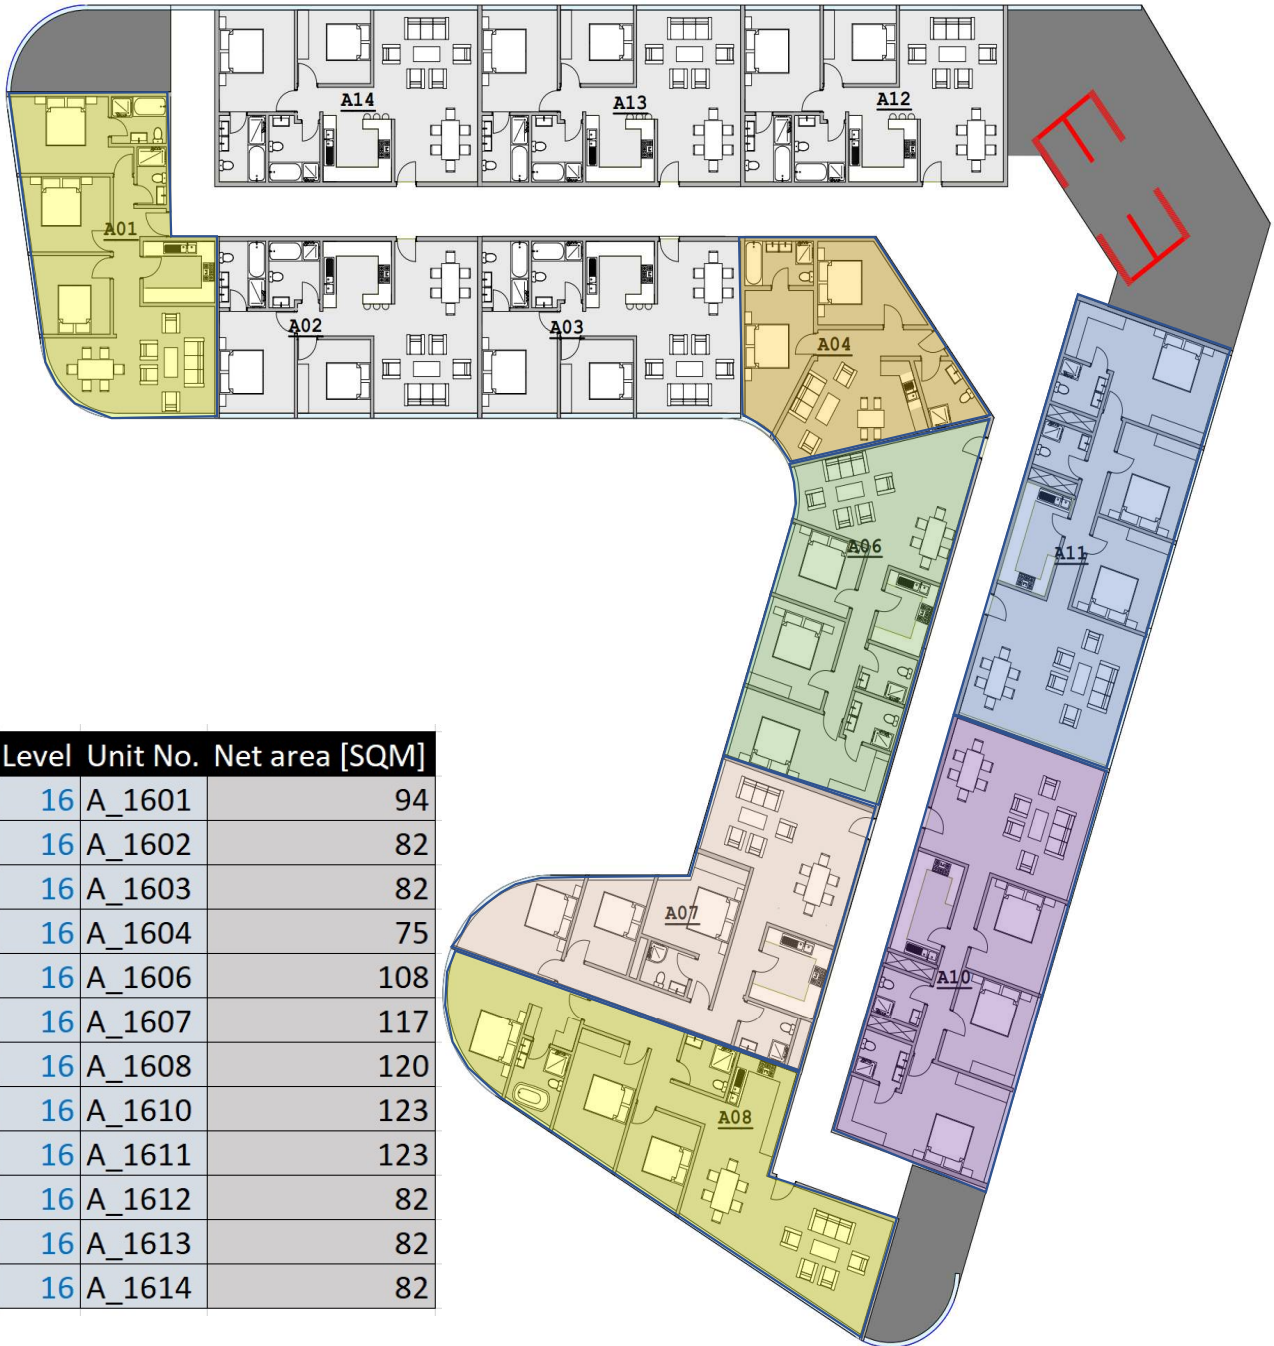 A14
A13
A12
A01
A02
A03
A04
A06
A11
A07
A10
A08
Level Unit No. Net area [SQM]
16 A_1601 94
16 A_1602 82
16 A_1603 82
16 A_1604 75
16 A_1606 108
16 A_1607 117
16 A_1608 120
16 A_1610 123
16 A_1611 123
16 A_1612 82
16 A_1613 82
16 A_1614 82